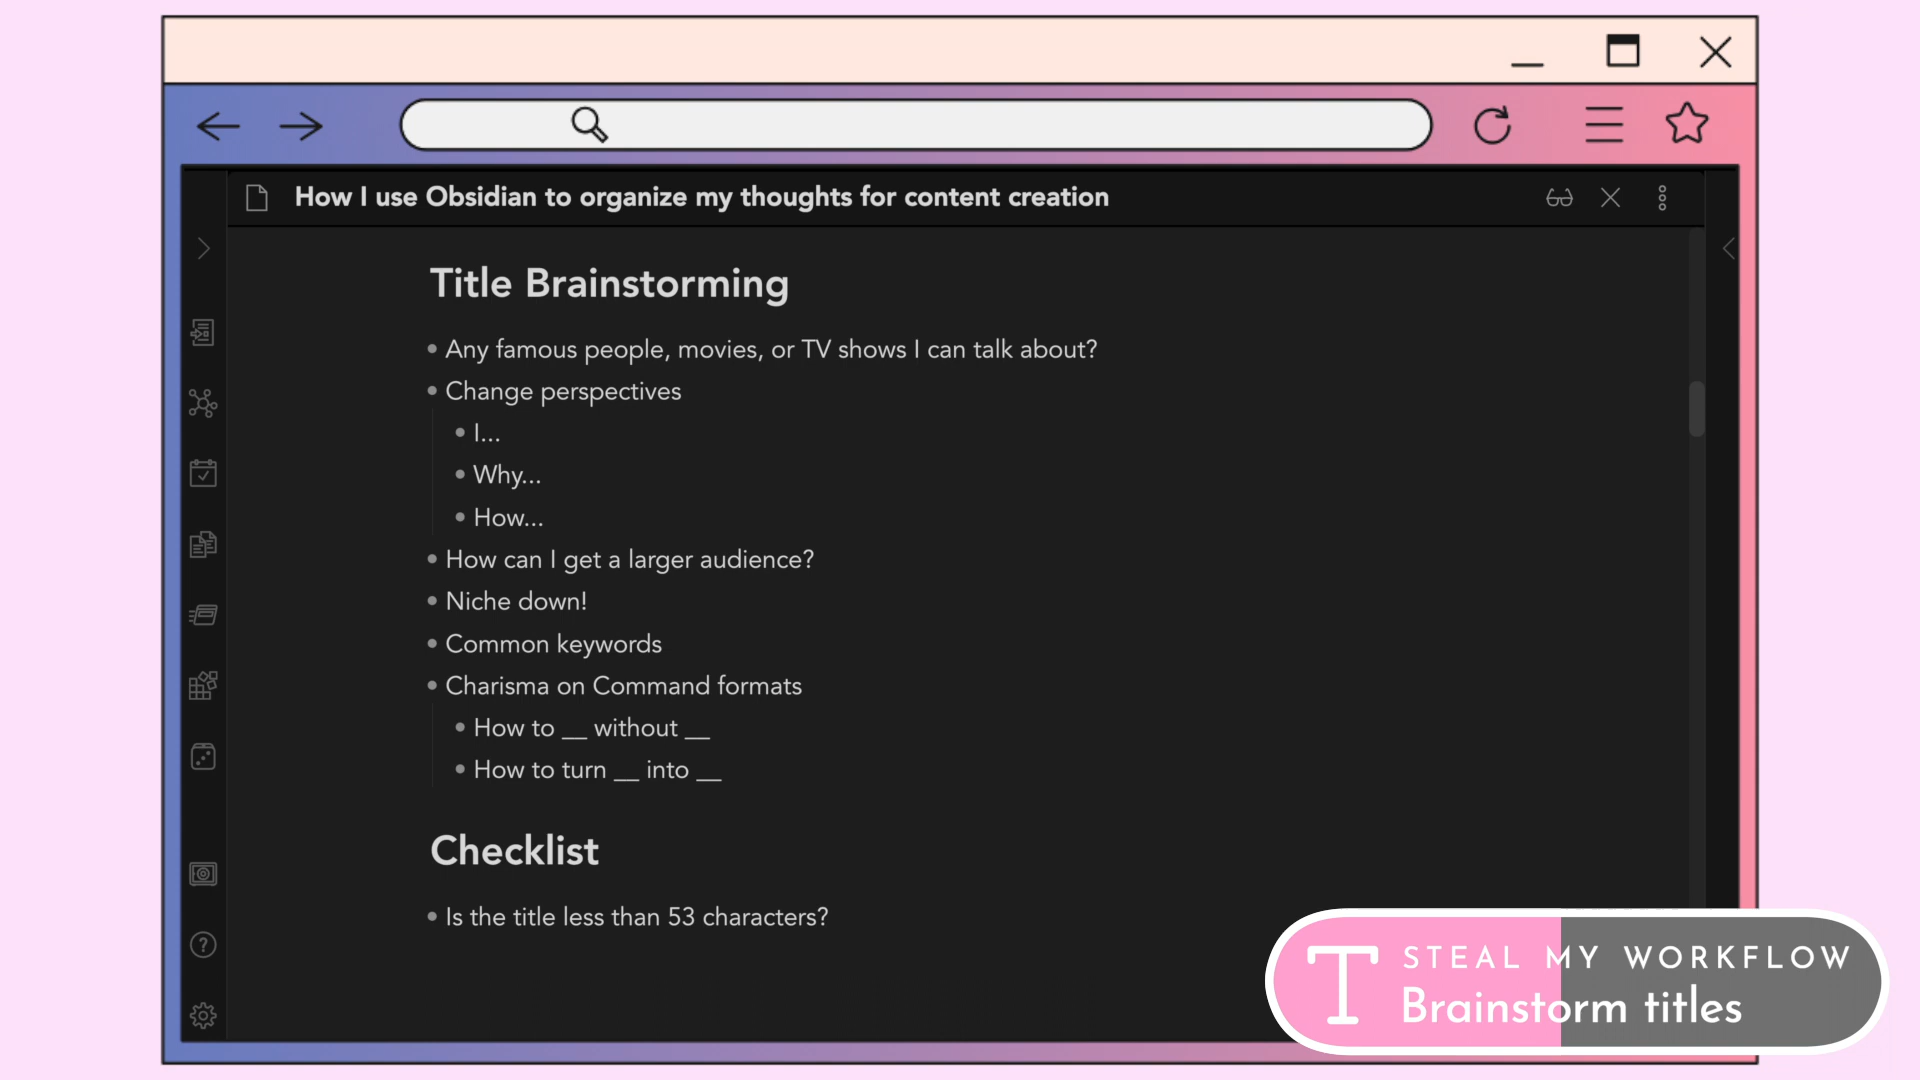 How I use Obsidian to organize my thoughts for content creation
Title Brainstorming
• Any famous people, movies, or TV shows I can talk about?
• Change perspectives
• I...
• Why...
• How...
• How can I get a larger audience?
• Niche down!
• Common keywords
• Charisma on Command formats
• How to __ without __
• How to turn __ into __
Checklist
• Is the title less than 53 characters?
T
STEAL MY WORKFLOW
Brainstorm titles